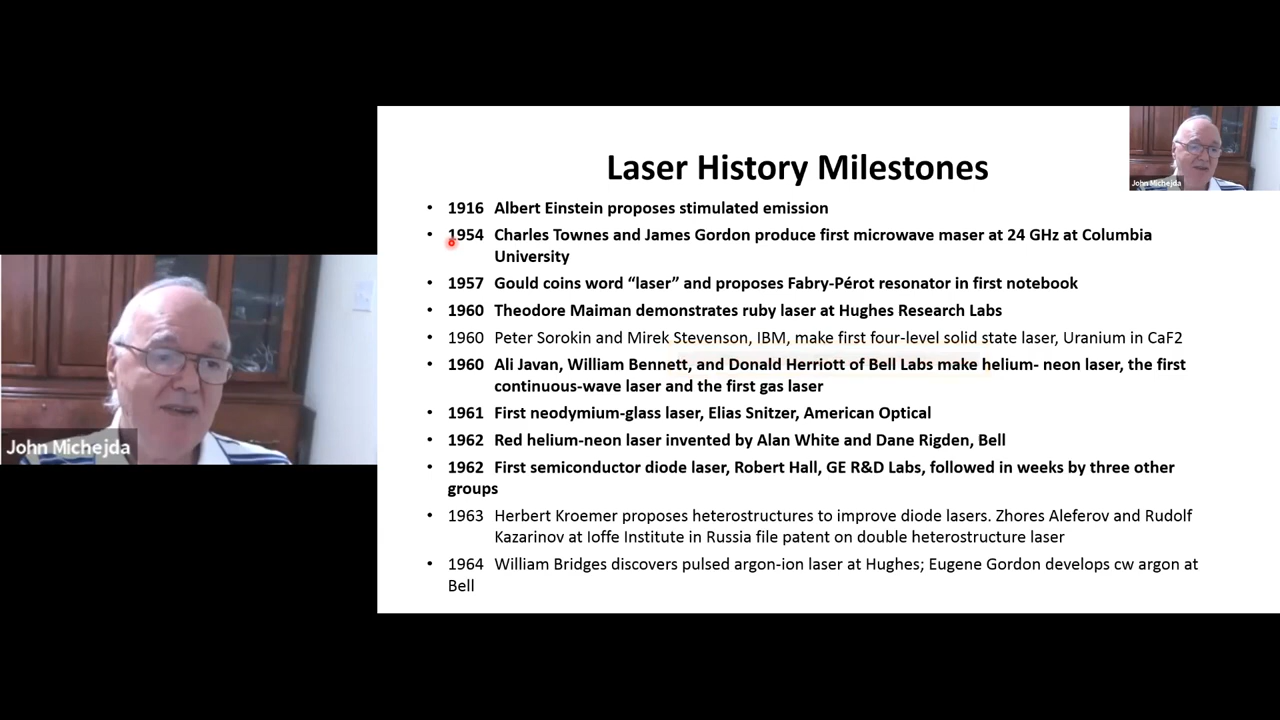 Laser History Milestones
John Michejda
• 1916 Albert Einstein proposes stimulated emission
• 1954 Charles Townes and James Gordon produce first microwave maser at 24 GHz at Columbia
University
• 1957 Gould coins word “laser” and proposes Fabry-Pérot resonator in first notebook
• 1960 Theodore Maiman demonstrates ruby laser at Hughes Research Labs
• 1960 Peter Sorokin and Mirek Stevenson, IBM, make first four-level solid state laser, Uranium in CaF2
• 1960 Ali Javan, William Bennett, and Donald Herriott of Bell Labs make helium- neon laser, the first
continuous-wave laser and the first gas laser
• 1961 First neodymium-glass laser, Elias Snitzer, American Optical
• 1962 Red helium-neon laser invented by Alan White and Dane Rigden, Bell
• 1962 First semiconductor diode laser, Robert Hall, GE R&D Labs, followed in weeks by three other
groups
• 1963 Herbert Kroemer proposes heterostructures to improve diode lasers. Zhores Aleferov and Rudolf
Kazarinov at Ioffe Institute in Russia file patent on double heterostructure laser
• 1964 William Bridges discovers pulsed argon-ion laser at Hughes; Eugene Gordon develops cw argon at
Bell
John Michejda